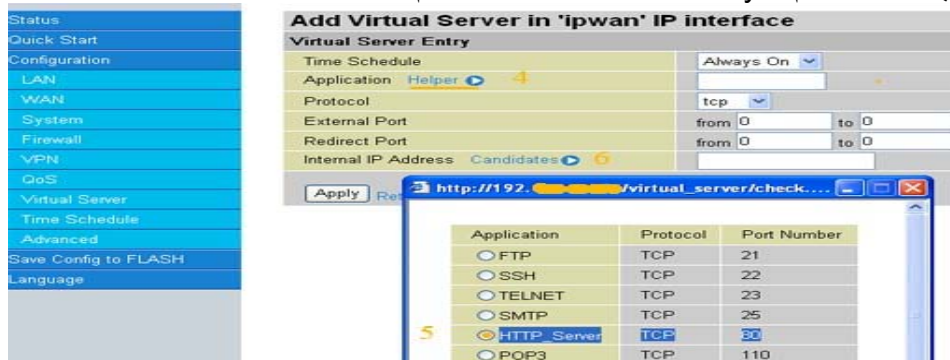 Status
Quick Start
Configuration
LAN
WAN
System
Firewall
VPN
QoS
Virtual Server
Time Schedule
Advanced
Save Config to FLASH
Language
Add Virtual Server in 'ipwan' IP interface
Virtual Server Entry
Time Schedule Always On
Application Helper 4
Protocol tcp
External Port from 0 to 0
Redirect Port from 0 to 0
Internal IP Address Candidates 6
Apply
http://192. /virtual_server/check....
Application Protocol Port Number
FTP TCP 21
SSH TCP 22
TELNET TCP 23
SMTP TCP 25
5 HTTP_Server TCP 80
POP3 TCP 110